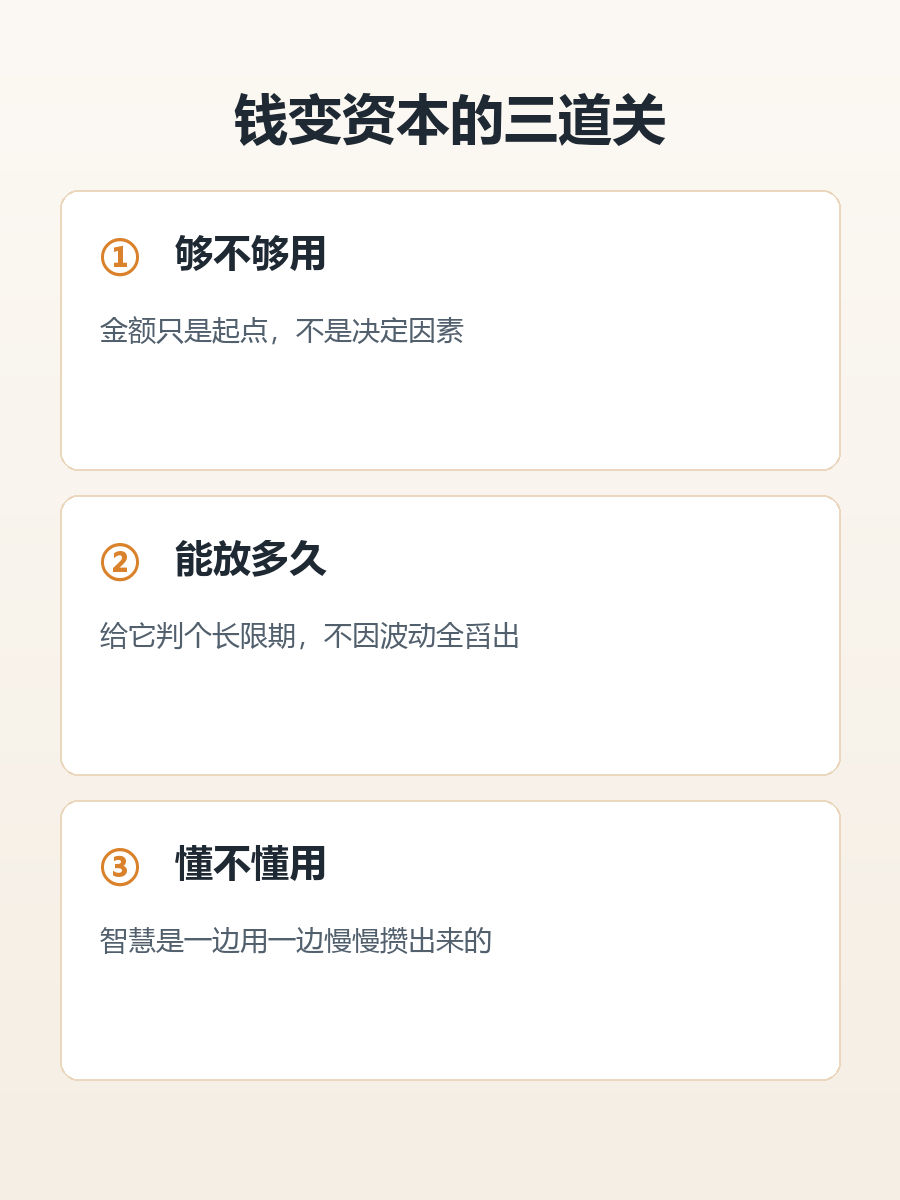 钱变资本的三道关
① 够不够用
金额只是起点，不是决定因素
② 能放多久
给它判个长限期，不因波动全舀出
③ 懂不懂用
智慧是一边用一边慢慢攒出来的